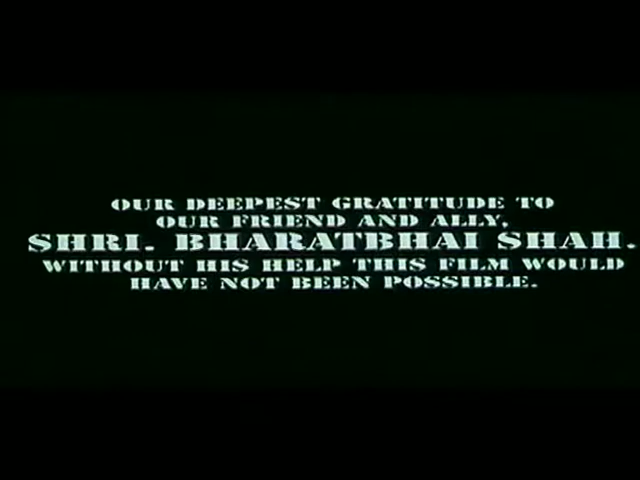 OUR DEEPEST GRATITUDE TO
OUR FRIEND AND ALLY,
SHRI. BHARATBHAI SHAH.
WITHOUT HIS HELP THIS FILM WOULD
HAVE NOT BEEN POSSIBLE.